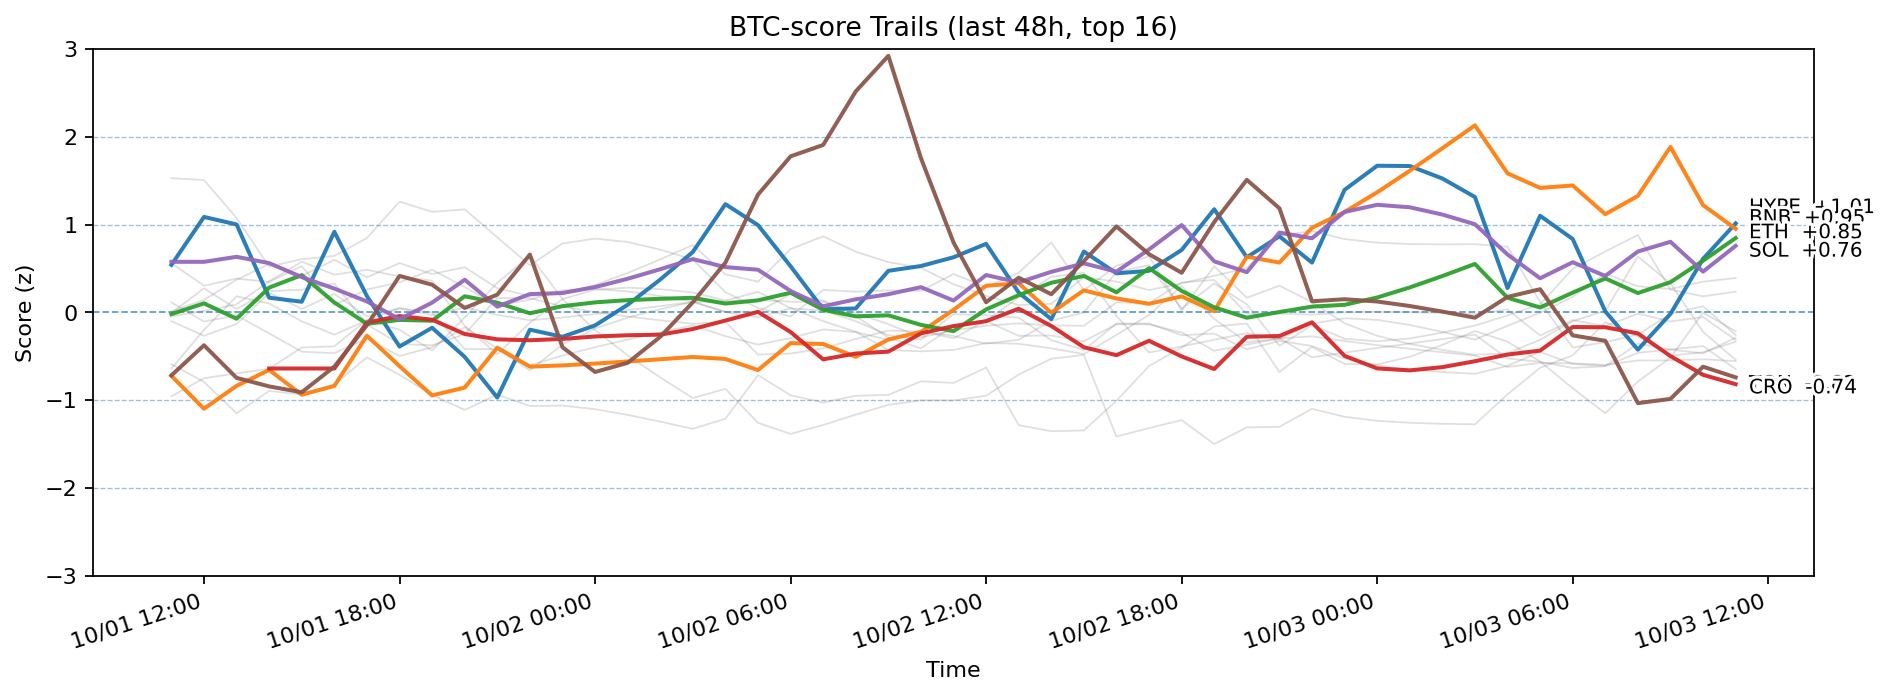 BTC-score Trails (last 48h, top 16)
3
2
1
0
−1
−2
−3
Score (z)
HYPE +1.01
BNB +0.95
ETH +0.85
SOL +0.76
CRO -0.74
10/01 12:00
10/01 18:00
10/02 00:00
10/02 06:00
10/02 12:00
10/02 18:00
10/03 00:00
10/03 06:00
10/03 12:00
Time